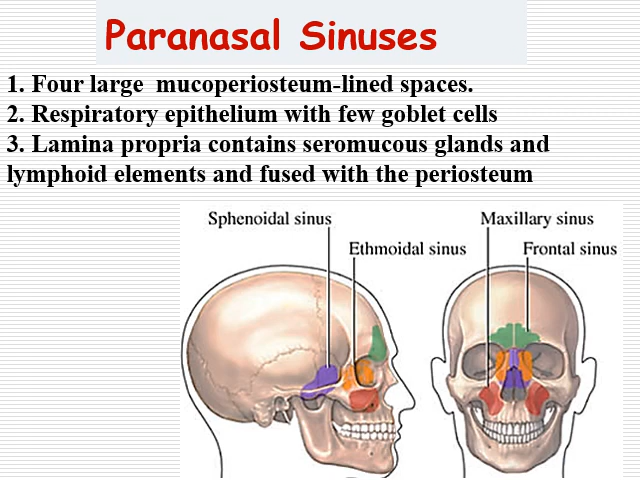 Paranasal Sinuses
1. Four large  mucoperiosteum-lined spaces.
2. Respiratory epithelium with few goblet cells
3. Lamina propria contains seromucous glands and
lymphoid elements and fused with the periosteum
Sphenoidal sinus
Maxillary sinus
Ethmoidal sinus
Frontal sinus